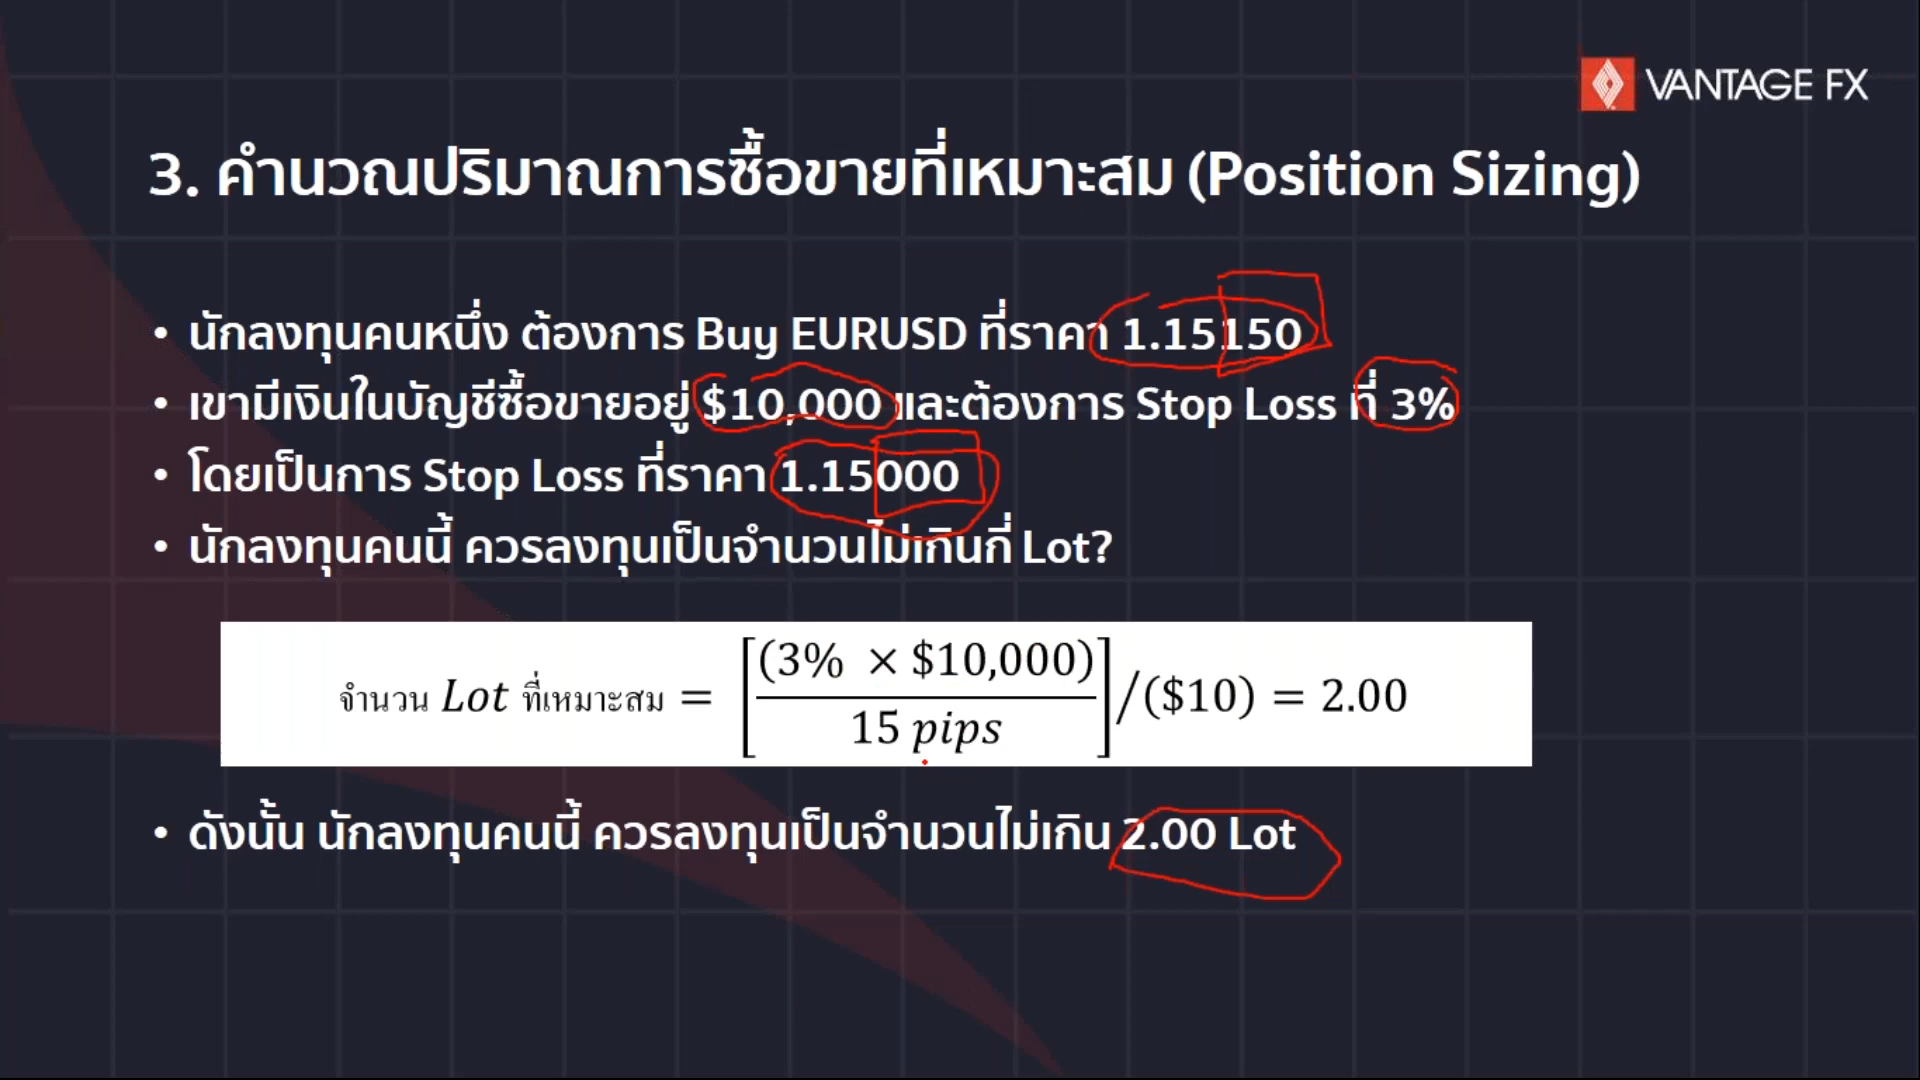 VANTAGE FX
3. คำนวณปริมาณการซื้อขายที่เหมาะสม (Position Sizing)
• นักลงทุนคนหนึ่ง ต้องการ Buy EURUSD ที่ราคา 1.15150
• เขามีเงินในบัญชีซื้อขายอยู่ $10,000 และต้องการ Stop Loss ที่ 3%
• โดยเป็นการ Stop Loss ที่ราคา 1.15000
• นักลงทุนคนนี้ ควรลงทุนเป็นจำนวนไม่เกินกี่ Lot?
จำนวน Lot ที่เหมาะสม = [(3% × $10,000) / 15 pips] /($10) = 2.00
• ดังนั้น นักลงทุนคนนี้ ควรลงทุนเป็นจำนวนไม่เกิน 2.00 Lot